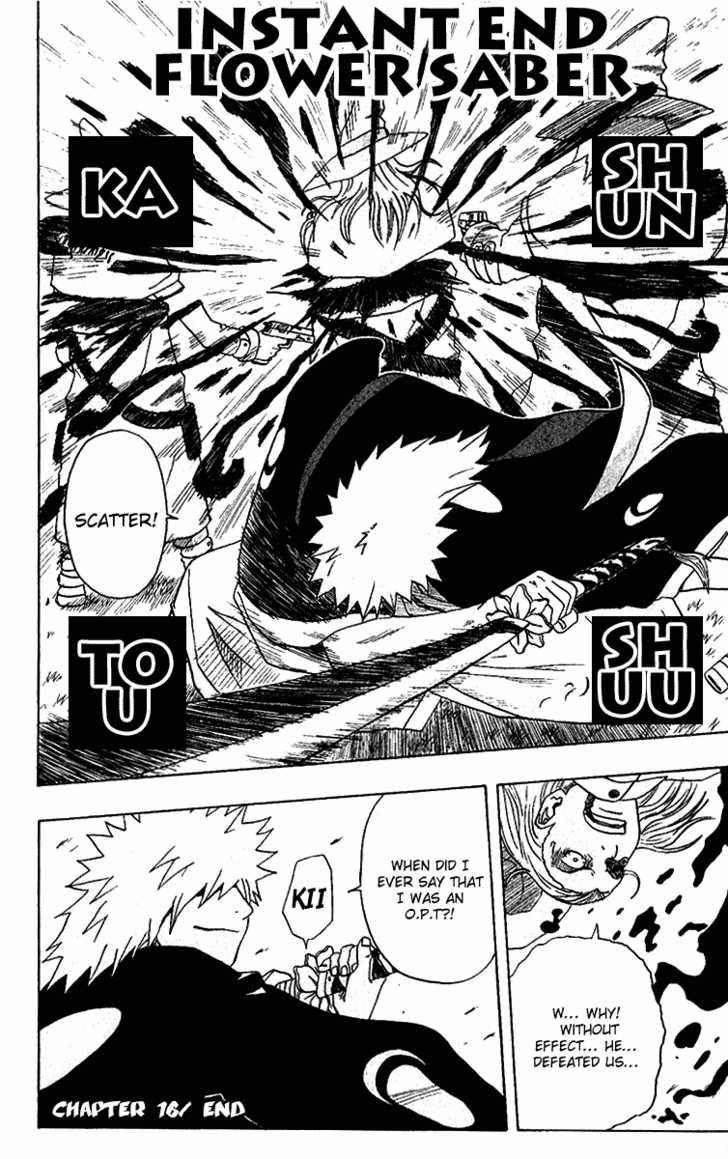 INSTANT END
FLOWER SABER
SH
UN
KA
SH
UU
TO
U
SCATTER!
W... WHY!
WITHOUT
EFFECT... HE...
DEFEATED US...
WHEN DID I
EVER SAY THAT
I WAS AN
O.P.T?!
KII
CHAPTER 16/ END